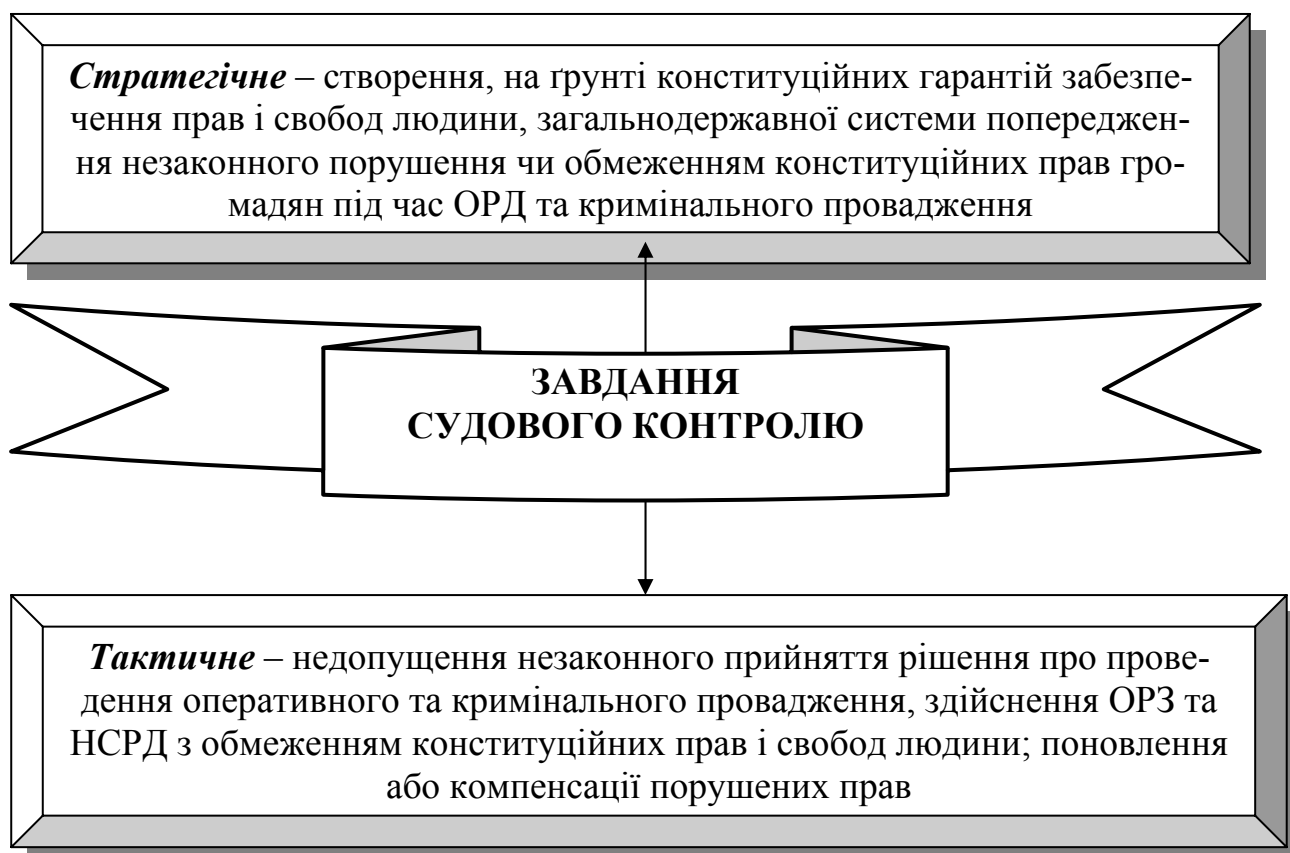 Стратегічне – створення, на ґрунті конституційних гарантій забезпе-
чення прав і свобод людини, загальнодержавної системи попереджен-
ня незаконного порушення чи обмеженням конституційних прав гро-
мадян під час ОРД та кримінального провадження
ЗАВДАННЯ
СУДОВОГО КОНТРОЛЮ
Тактичне – недопущення незаконного прийняття рішення про прове-
дення оперативного та кримінального провадження, здійснення ОРЗ та
НСРД з обмеженням конституційних прав і свобод людини; поновлення
або компенсації порушених прав